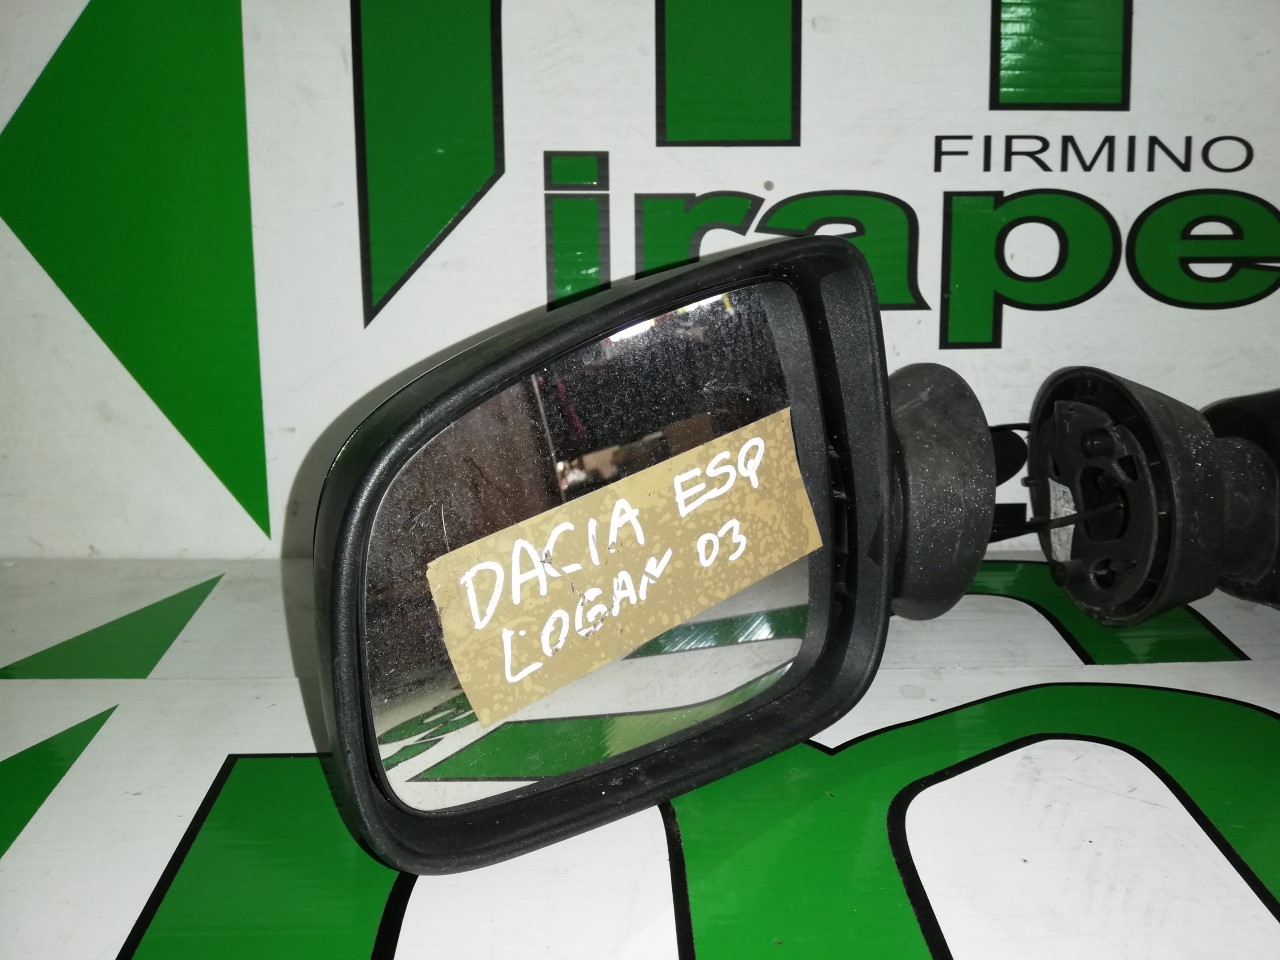 FIRMINO
irape
DACIA ESQ
LOGAN 03